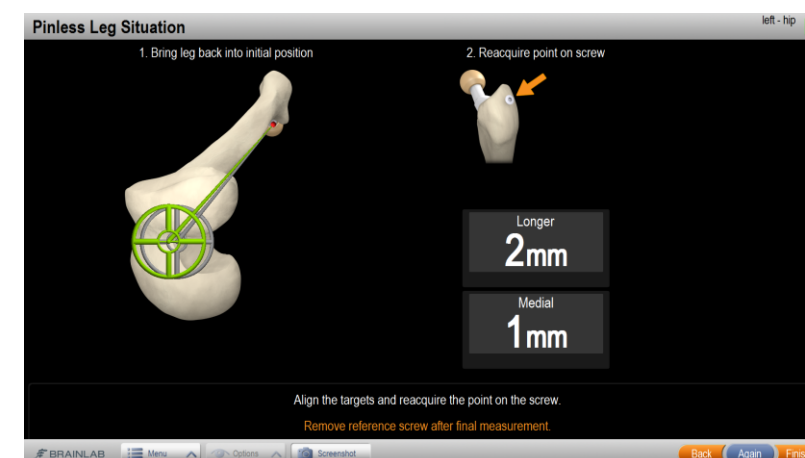 Pinless Leg Situation
left - hip
1. Bring leg back into initial position
2. Reacquire point on screw
Longer
2mm
Medial
1mm
Align the targets and reacquire the point on the screw.
Remove reference screw after final measurement.
BRAINLAB
Menu
Options
Screenshot
Back
Again
Finis